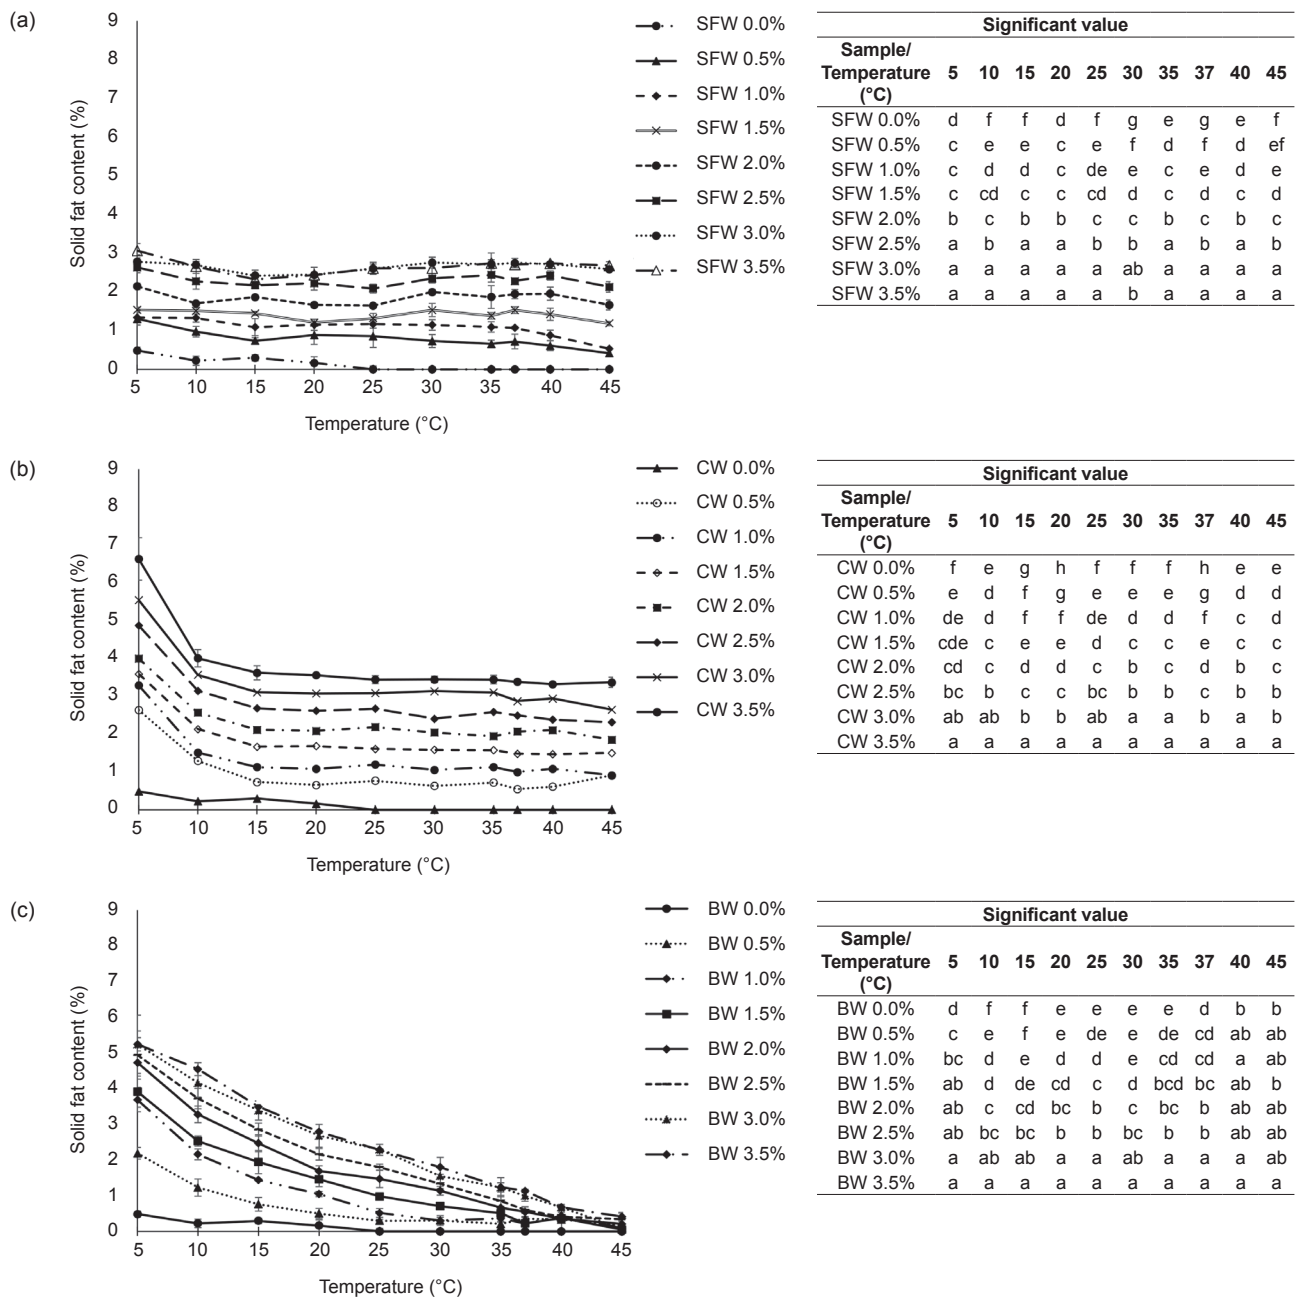 (a)
9
8
7
6
5
4
3
2
1
0
Solid fat content (%)
5 10 15 20 25 30 35 40 45
Temperature (°C)
SFW 0.0%
SFW 0.5%
SFW 1.0%
SFW 1.5%
SFW 2.0%
SFW 2.5%
SFW 3.0%
SFW 3.5%
Significant value
Sample/
Temperature 5 10 15 20 25 30 35 37 40 45
(°C)
SFW 0.0% d f f d f g e g e f
SFW 0.5% c e e c e f d f d ef
SFW 1.0% c d d c de e c e d e
SFW 1.5% c cd c c cd d c d c d
SFW 2.0% b c b b c c b c b c
SFW 2.5% a b a a b b a b a b
SFW 3.0% a a a a a ab a a a a
SFW 3.5% a a a a a b a a a a
(b)
9
8
7
6
5
4
3
2
1
0
Solid fat content (%)
5 10 15 20 25 30 35 40 45
Temperature (°C)
CW 0.0%
CW 0.5%
CW 1.0%
CW 1.5%
CW 2.0%
CW 2.5%
CW 3.0%
CW 3.5%
Significant value
Sample/
Temperature 5 10 15 20 25 30 35 37 40 45
(°C)
CW 0.0% f e g h f f f h e e
CW 0.5% e d f g e e e g d d
CW 1.0% de d f f de d d f c d
CW 1.5% cde c e e d c c e c c
CW 2.0% cd c d d c b c d b c
CW 2.5% bc b c c bc b b c b b
CW 3.0% ab ab b b ab a a b a b
CW 3.5% a a a a a a a a a a
(c)
9
8
7
6
5
4
3
2
1
0
Solid fat content (%)
5 10 15 20 25 30 35 40 45
Temperature (°C)
BW 0.0%
BW 0.5%
BW 1.0%
BW 1.5%
BW 2.0%
BW 2.5%
BW 3.0%
BW 3.5%
Significant value
Sample/
Temperature 5 10 15 20 25 30 35 37 40 45
(°C)
BW 0.0% d f f e e e e d b b
BW 0.5% c e f e de e de cd ab ab
BW 1.0% bc d e d d e cd cd a ab
BW 1.5% ab d de cd c d bcd bc ab b
BW 2.0% ab c cd bc b c bc b ab ab
BW 2.5% ab bc bc b b bc b b ab ab
BW 3.0% a ab ab a a ab a a a ab
BW 3.5% a a a a a a a a a a